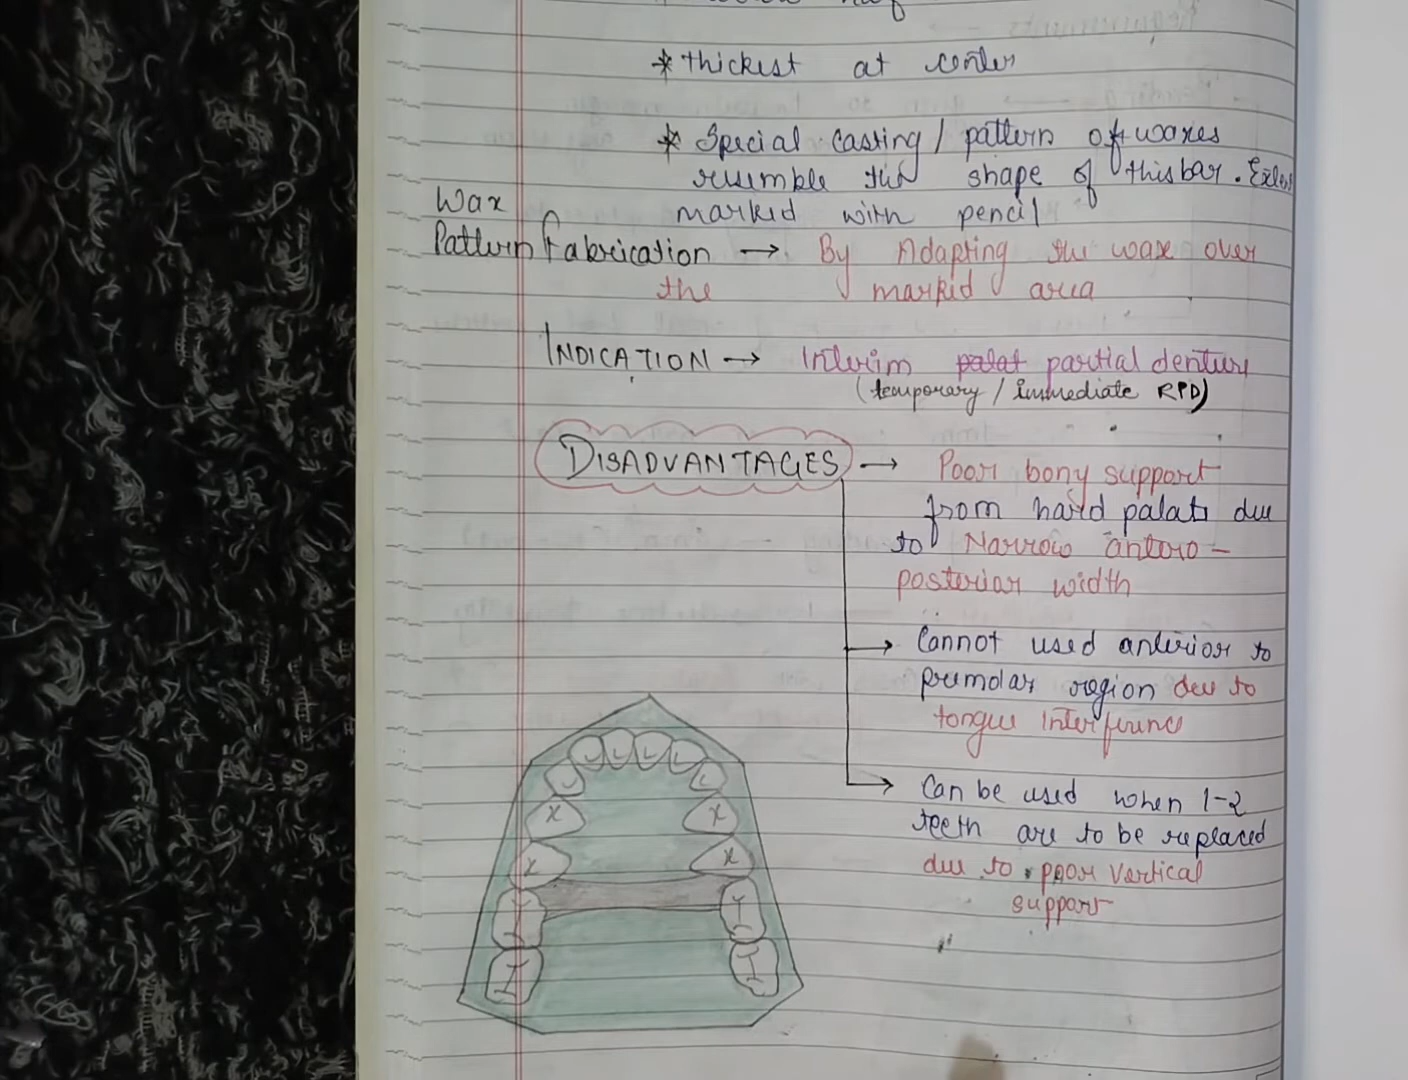 * thickest at center
* Special casting / pattern of waxes
resemble the shape of this bar.
marked with pencil
Wax
Pattern Fabrication → By Adapting the wax over
the marked area
INDICATION → Interim partial denture
(temporary / immediate RPD)
DISADVANTAGES → Poor bony support
from hard palate due
to Narrow antero-
posterior width
→ Cannot used anterior to
premolar region due to
tongue Interference
→ Can be used when 1-2
teeth are to be replaced
due to poor vertical
support
x x
x x